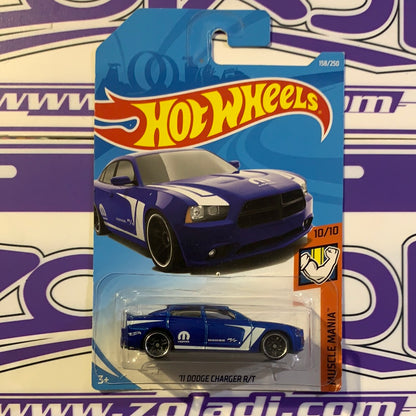 158/250
HOT WHEELS
10/10
MUSCLE MANIA
3+
'11 DODGE CHARGER R/T
www.zoladi.com